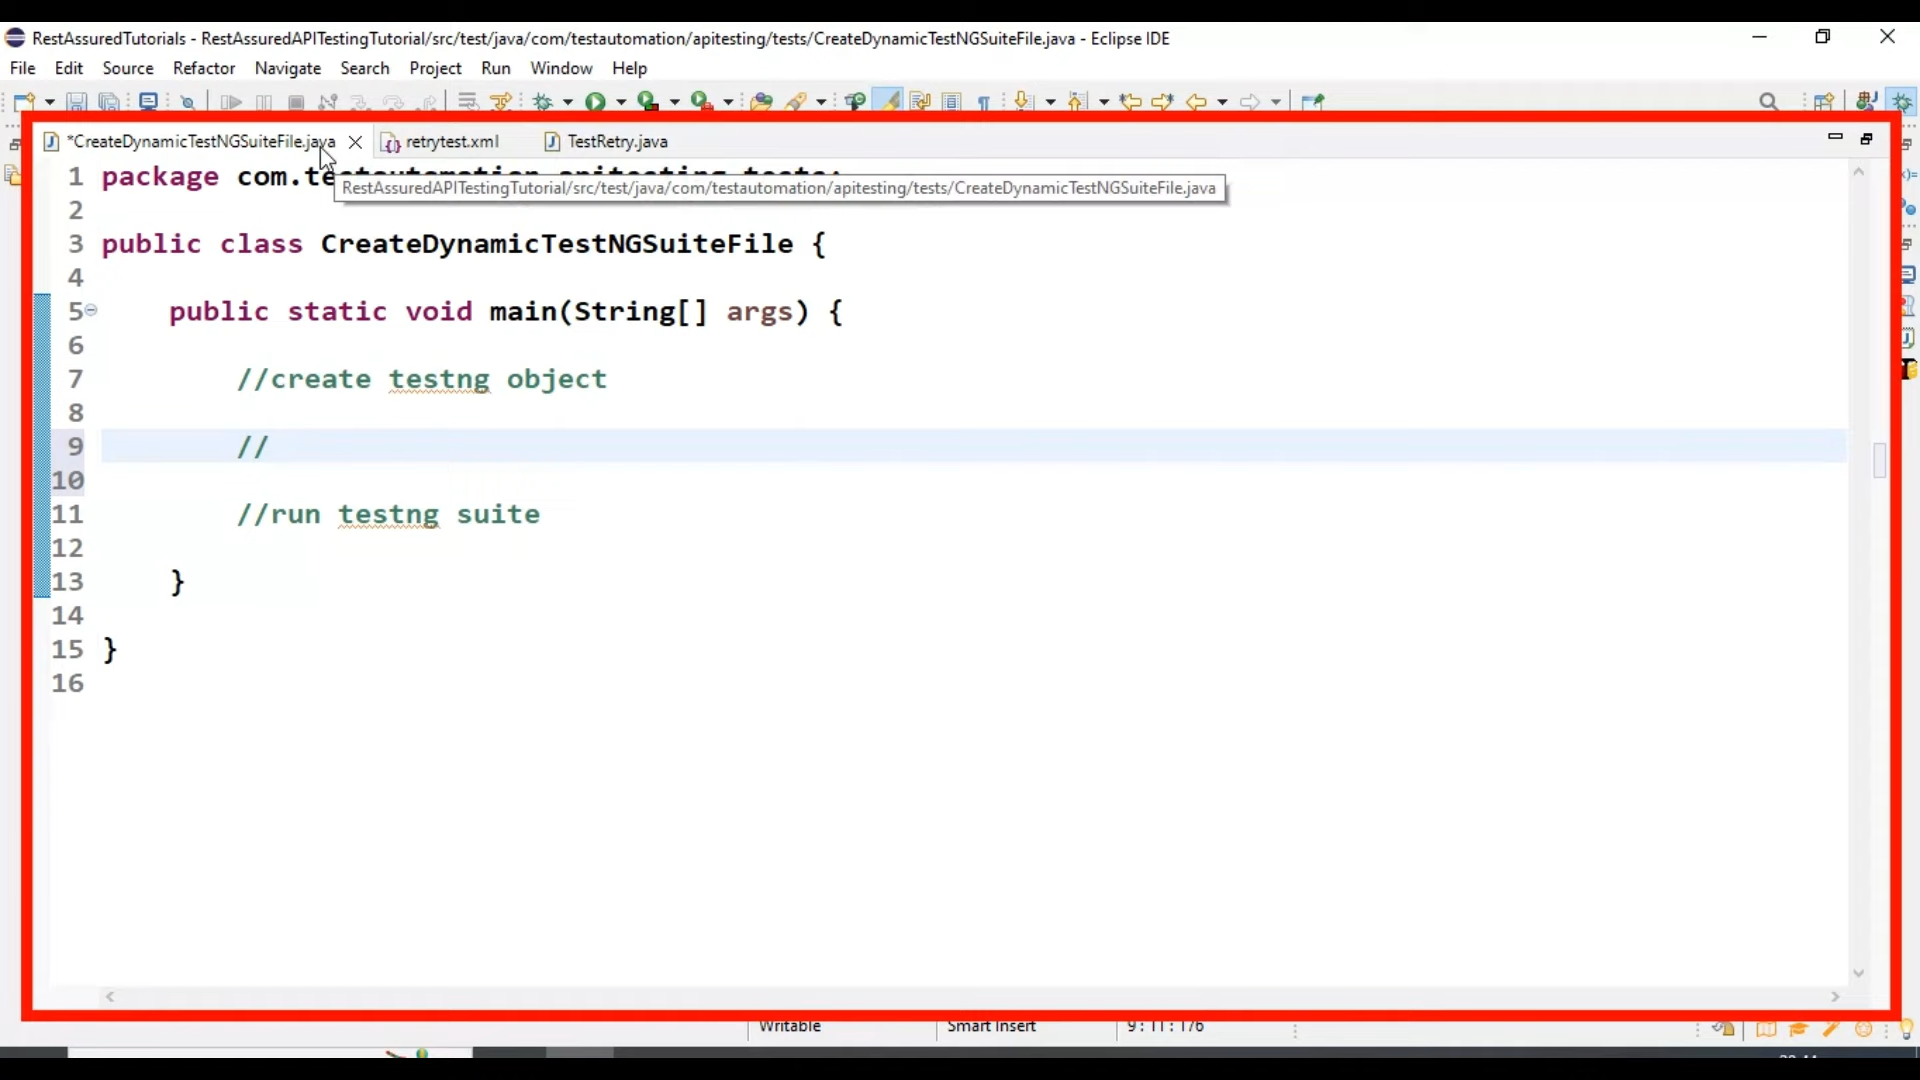 RestAssuredTutorials - RestAssuredAPITestingTutorial/src/test/java/com/testautomation/apitesting/tests/CreateDynamicTestNGSuiteFile.java - Eclipse IDE
File Edit Source Refactor Navigate Search Project Run Window Help
*CreateDynamicTestNGSuiteFile.java retrytest.xml TestRetry.java
1 package com.testautomation.apitesting.tests;
RestAssuredAPITestingTutorial/src/test/java/com/testautomation/apitesting/tests/CreateDynamicTestNGSuiteFile.java
2
3 public class CreateDynamicTestNGSuiteFile {
4
5 public static void main(String[] args) {
6
7 //create testng object
8
9 //
10
11 //run testng suite
12
13 }
14
15 }
16
Writable Smart Insert 9 : 11 : 176